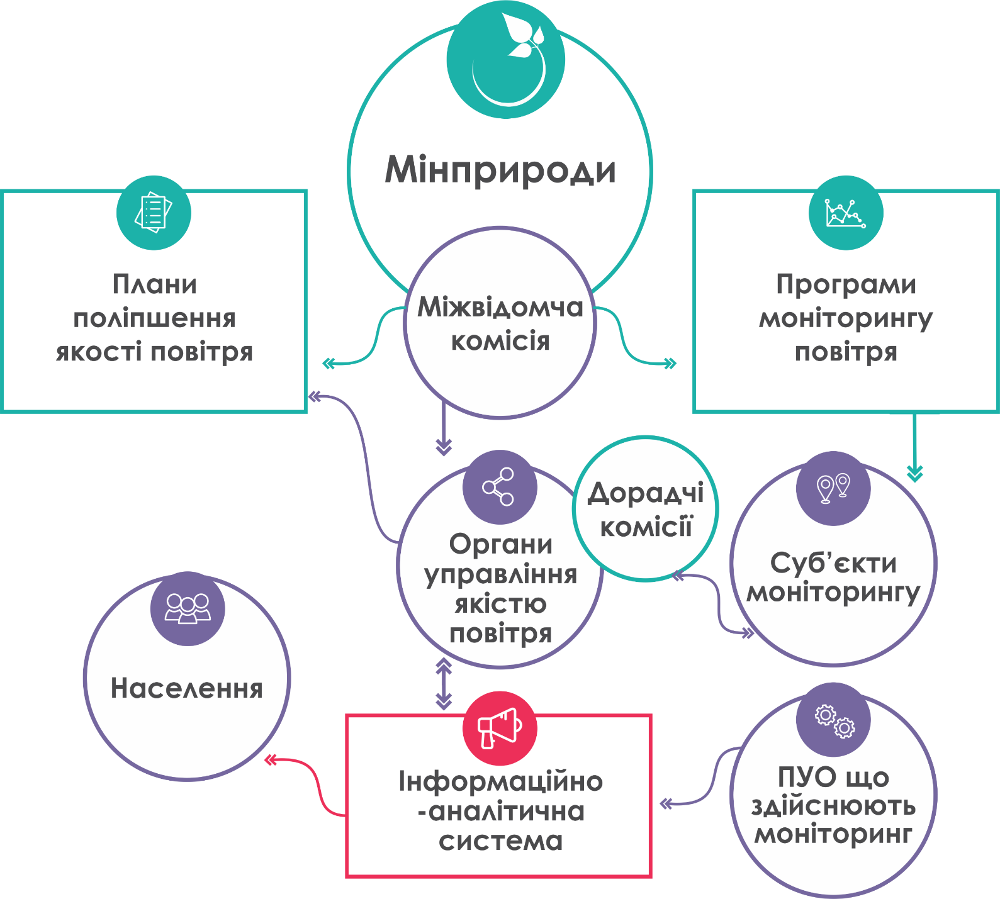 Мінприроди
Плани
поліпшення
якості повітря
Міжвідомча
комісія
Програми
моніторингу
повітря
Дорадчі
комісії
Органи
управління
якістю
повітря
Суб’єкти
моніторингу
Населення
Інформаційно
-аналітична
система
ПУО що
здійснюють
моніторинг